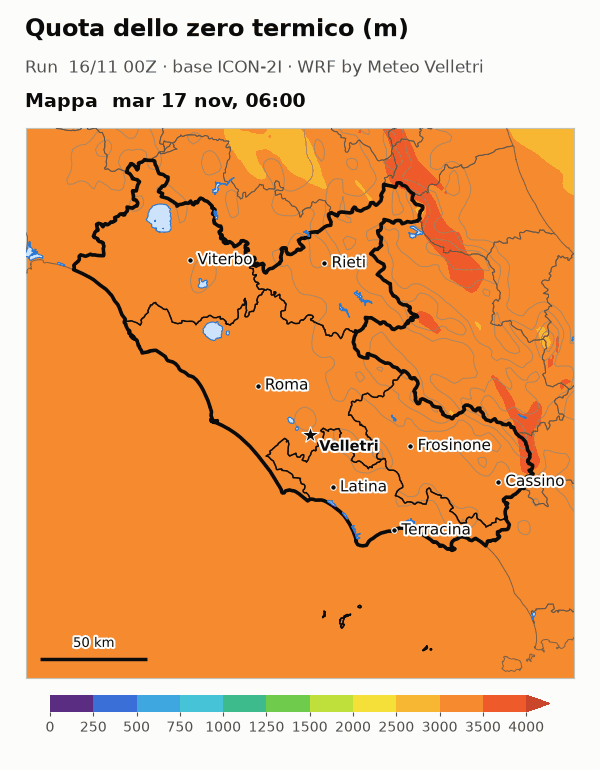 Quota dello zero termico (m)
Run 16/11 00Z · base ICON-2I · WRF by Meteo Velletri
Mappa mar 17 nov, 06:00
Viterbo
Rieti
Roma
Velletri
Frosinone
Latina
Cassino
Terracina
50 km
0 250 500 750 1000 1250 1500 2000 2500 3000 3500 4000